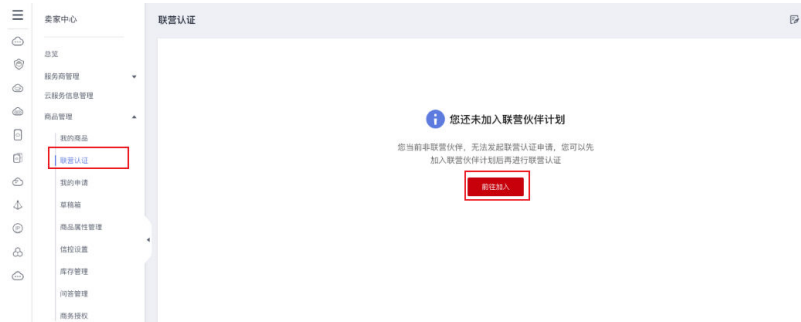 卖家中心
联营认证
总览
服务商管理
云服务信息管理
商品管理
我的商品
联营认证
我的申请
草稿箱
商品属性管理
信控设置
库存管理
问答管理
商务授权
您还未加入联营伙伴计划
您当前非联营伙伴，无法发起联营认证申请，您可以先
加入联营伙伴计划后再进行联营认证
前往加入